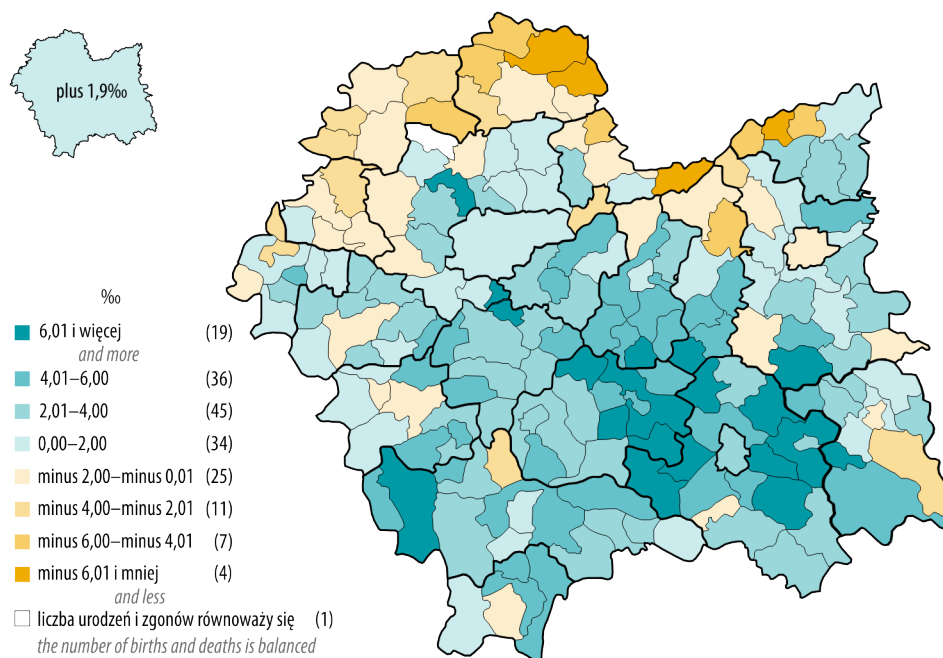 plus 1,9‰
‰
6,01 i więcej (19)
and more
4,01–6,00 (36)
2,01–4,00 (45)
0,00–2,00 (34)
minus 2,00–minus 0,01 (25)
minus 4,00–minus 2,01 (11)
minus 6,00–minus 4,01 (7)
minus 6,01 i mniej (4)
and less
liczba urodzeń i zgonów równoważy się (1)
the number of births and deaths is balanced